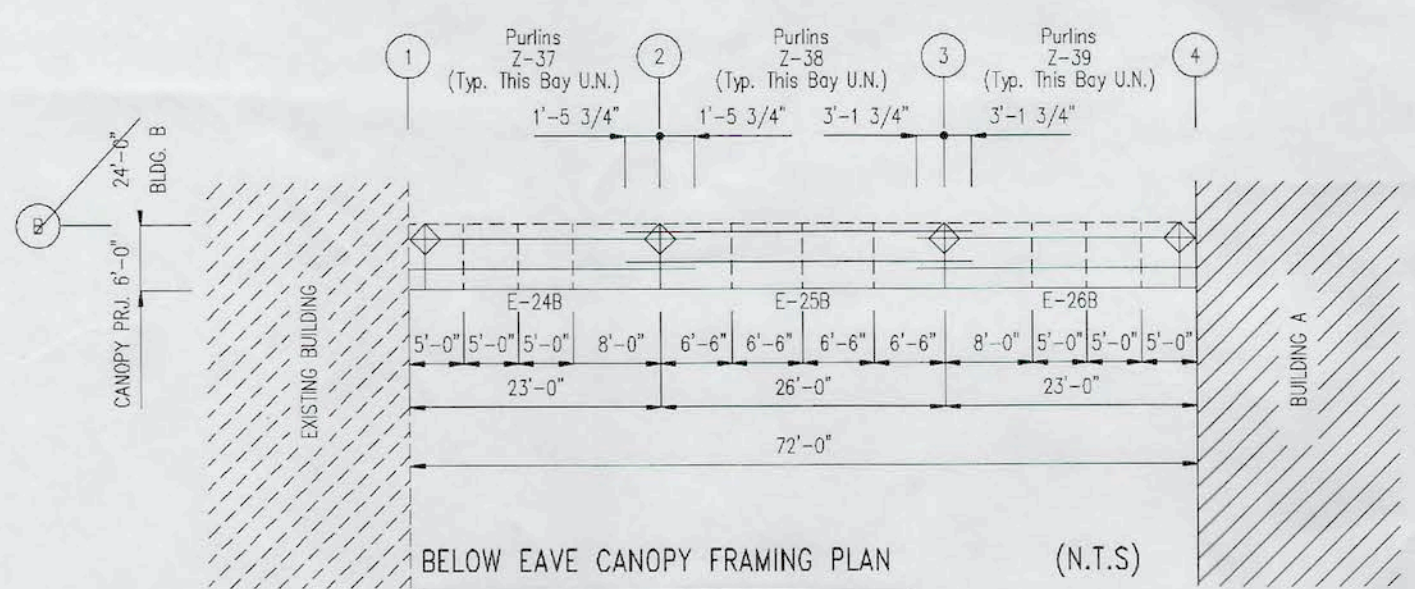 1
Purlins
Z-37
(Typ. This Bay U.N.)
2
Purlins
Z-38
(Typ. This Bay U.N.)
3
Purlins
Z-39
(Typ. This Bay U.N.)
4
1'-5 3/4"
1'-5 3/4"
3'-1 3/4"
3'-1 3/4"
24'-0"
BLDG. B
B
CANOPY PRJ. 6'-0"
EXISTING BUILDING
BUILDING A
E-24B
E-25B
E-26B
5'-0" 5'-0" 5'-0" 8'-0" 6'-6" 6'-6" 6'-6" 6'-6" 8'-0" 5'-0" 5'-0" 5'-0"
23'-0" 26'-0" 23'-0"
72'-0"
BELOW EAVE CANOPY FRAMING PLAN (N.T.S)